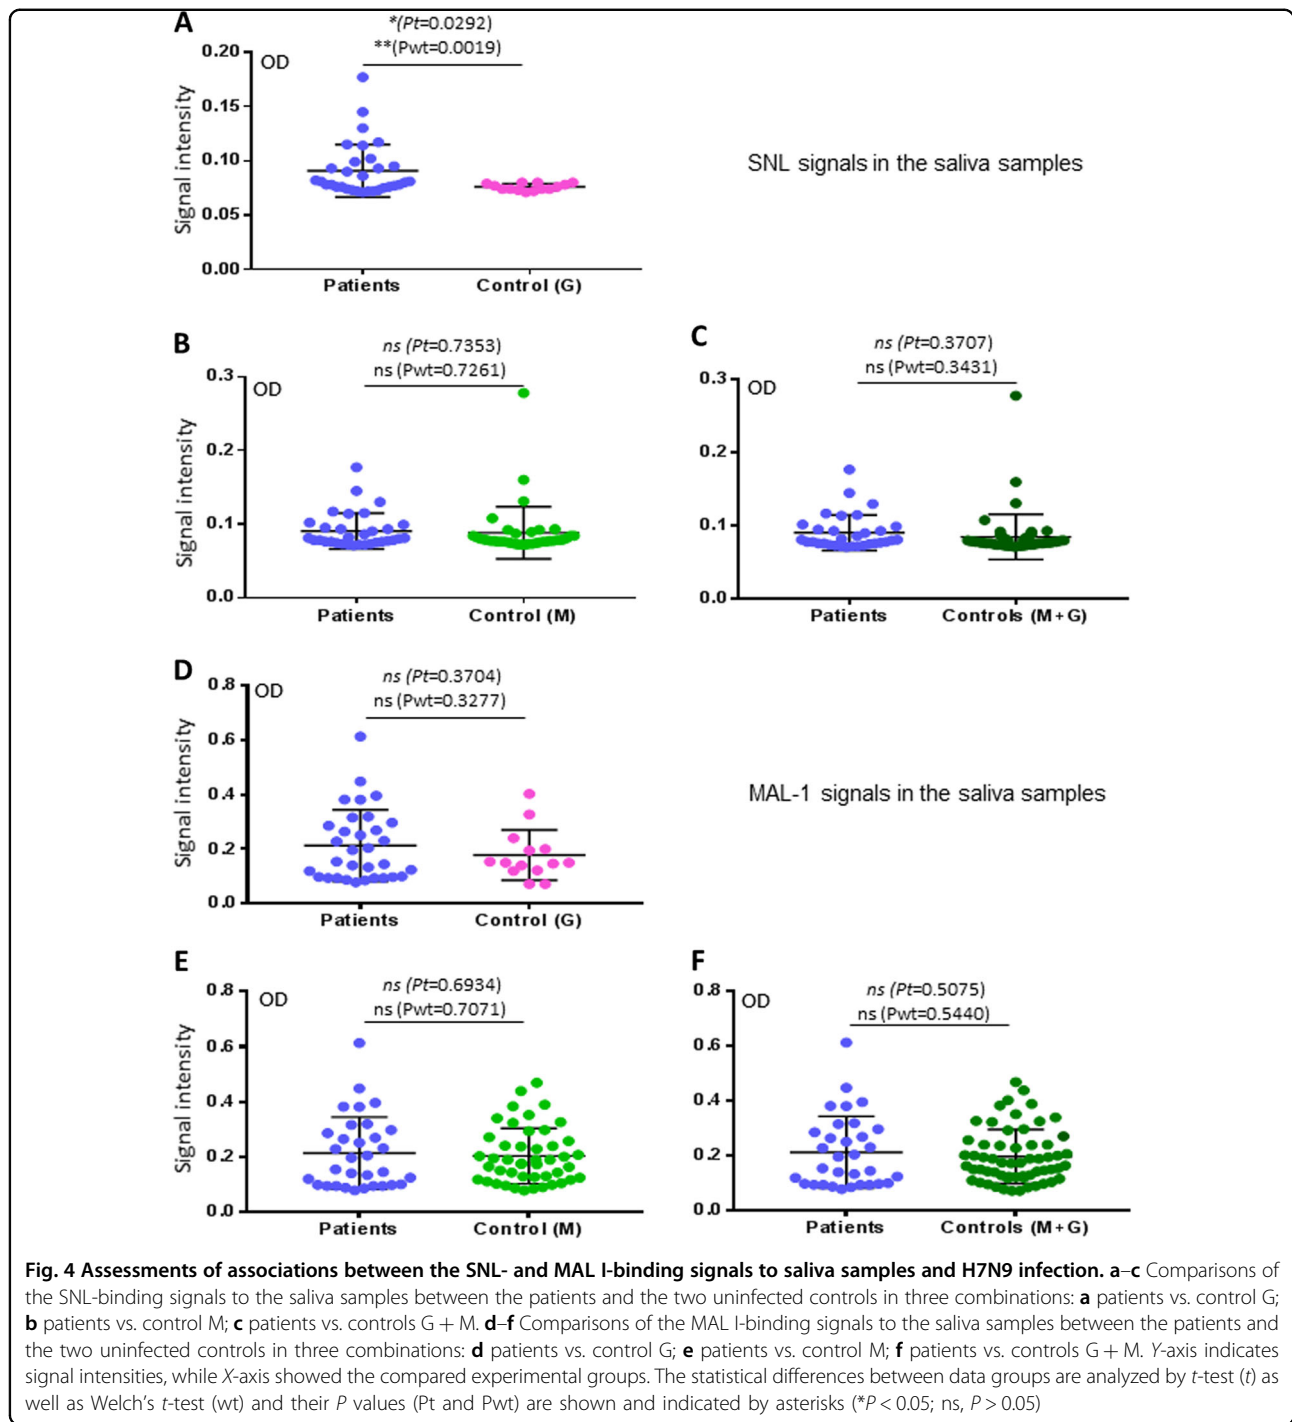 A
*(Pt=0.0292)
**(Pwt=0.0019)
0.20
OD
0.15
0.10
0.05
0.00
Signal intensity
Patients
Control (G)
SNL signals in the saliva samples
B
ns (Pt=0.7353)
ns (Pwt=0.7261)
0.3
OD
0.2
0.1
0.0
Signal intensity
Patients
Control (M)
C
ns (Pt=0.3707)
ns (Pwt=0.3431)
0.3
OD
0.2
0.1
0.0
Patients
Controls (M+G)
D
ns (Pt=0.3704)
ns (Pwt=0.3277)
0.8
OD
0.6
0.4
0.2
0.0
Signal intensity
Patients
Control (G)
MAL-1 signals in the saliva samples
E
ns (Pt=0.6934)
ns (Pwt=0.7071)
0.8
OD
0.6
0.4
0.2
0.0
Signal intensity
Patients
Control (M)
F
ns (Pt=0.5075)
ns (Pwt=0.5440)
0.8
OD
0.6
0.4
0.2
0.0
Patients
Controls (M+G)
Fig. 4 Assessments of associations between the SNL- and MAL I-binding signals to saliva samples and H7N9 infection. a–c Comparisons of
the SNL-binding signals to the saliva samples between the patients and the two uninfected controls in three combinations: a patients vs. control G;
b patients vs. control M; c patients vs. controls G + M. d–f Comparisons of the MAL I-binding signals to the saliva samples between the patients and
the two uninfected controls in three combinations: d patients vs. control G; e patients vs. control M; f patients vs. controls G + M. Y-axis indicates
signal intensities, while X-axis showed the compared experimental groups. The statistical differences between data groups are analyzed by t-test (t) as
well as Welch's t-test (wt) and their P values (Pt and Pwt) are shown and indicated by asterisks (*P < 0.05; ns, P > 0.05)